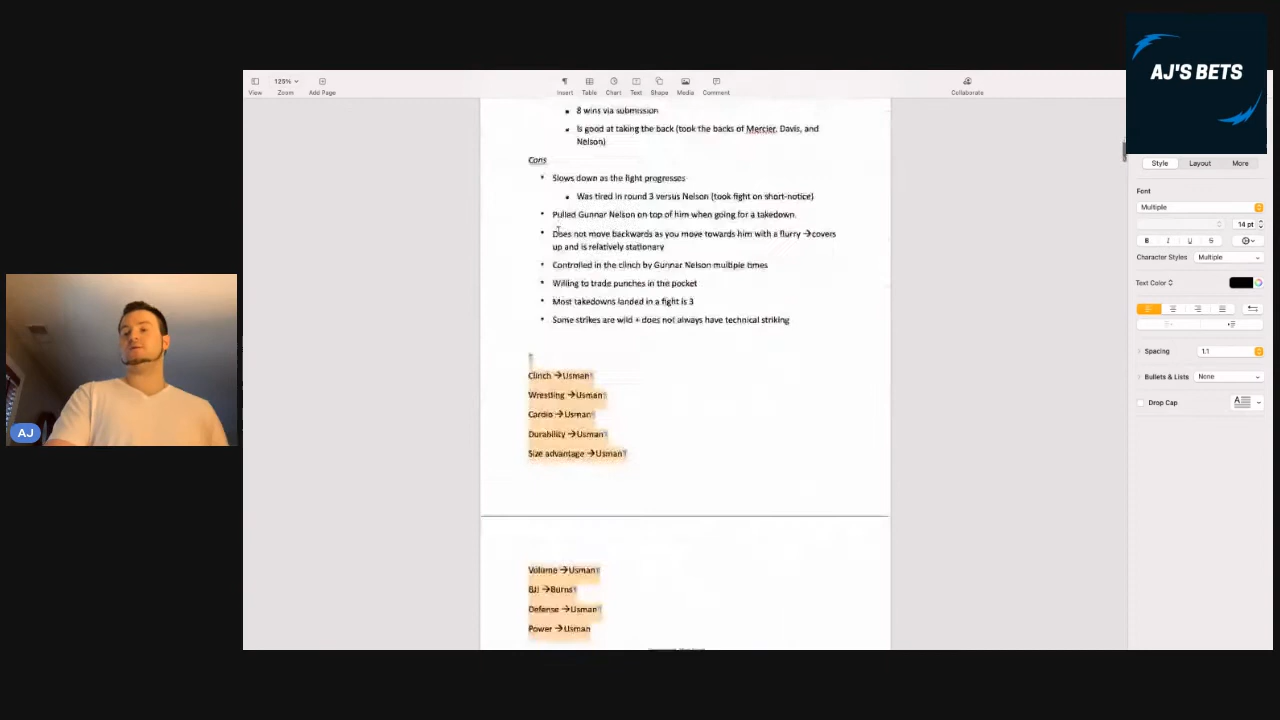 AJ'S BETS
125%
View
Zoom
Add Page
Insert
Table
Chart
Text
Shape
Media
Comment
Collaborate
8 wins via submission
Is good at taking the back (took the backs of Mercier, Davis, and
Nelson)
Cons
Slows down as the fight progresses
Was tired in round 3 versus Nelson (took fight on short-notice)
Pulled Gunnar Nelson on top of him when going for a takedown.
Does not move backwards as you move towards him with a flurry →covers
up and is relatively stationary
Controlled in the clinch by Gunnar Nelson multiple times
Willing to trade punches in the pocket
Most takedowns landed in a fight is 3
Some strikes are wild + does not always have technical striking
Clinch →Usman
Wrestling →Usman
Cardio →Usman
Durability →Usman
Size advantage →Usman
Volume →Usman
BJJ →Burns
Defense →Usman
Power →Usman
Style
Layout
More
Font
Multiple
14 pt
B I U S
Character Styles
Multiple
Text Color
Spacing
1.1
Bullets & Lists
None
Drop Cap
AJ